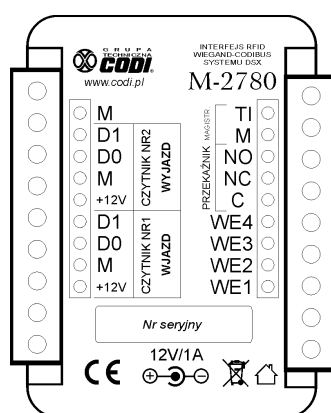 GRUPA
TECHNICZNA
CODI®
www.codi.pl
INTERFEJS RFID
WIEGAND-CODIBUS
SYSTEMU DSX
M-2780
M
D1
D0
M
+12V
CZYTNIK NR2
WYJAZD
D1
D0
M
+12V
CZYTNIK NR1
WJAZD
MAGISTR.
TI
M
PRZEKAŹNIK
NO
NC
C
WE4
WE3
WE2
WE1
Nr seryjny
12V/1A
CE